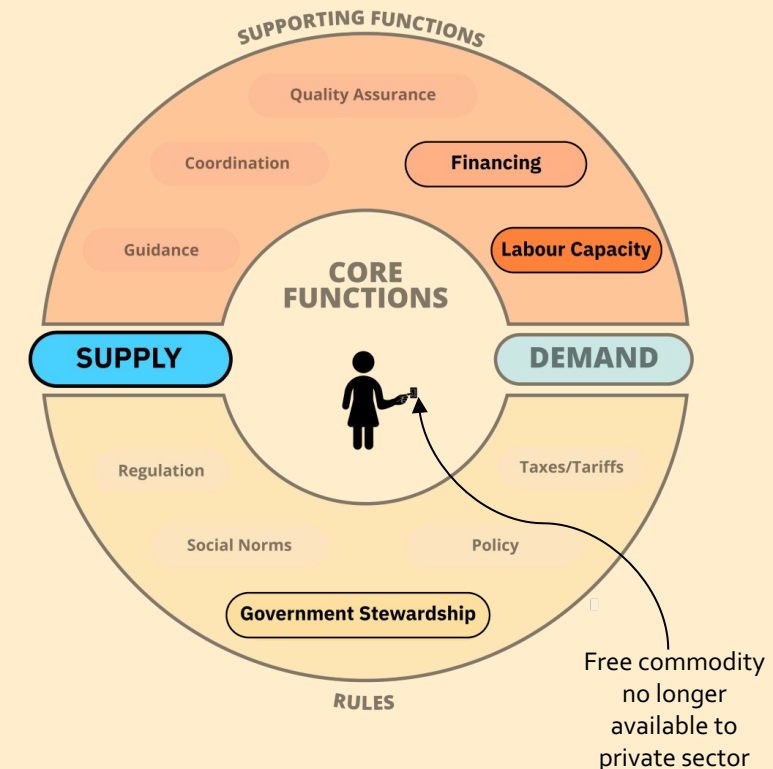 SUPPORTING FUNCTIONS
Quality Assurance
Coordination
Financing
Guidance
Labour Capacity
CORE
FUNCTIONS
SUPPLY
DEMAND
Regulation
Taxes/Tariffs
Social Norms
Policy
Government Stewardship
RULES
Free commodity
no longer
available to
private sector